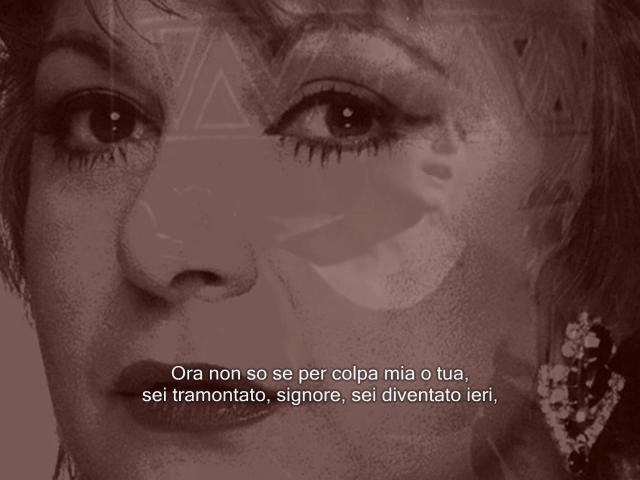 Ora non so se per colpa mia o tua,
sei tramontato, signore, sei diventato ieri,